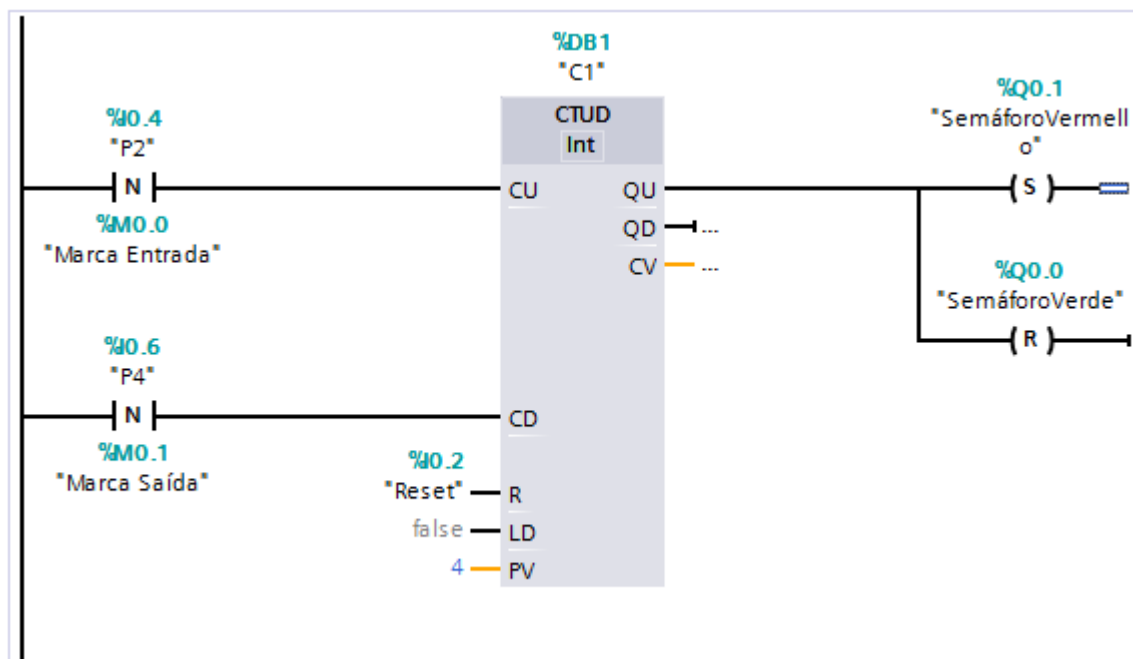 %DB1
"C1"
CTUD
Int
%I0.4
"P2"
N
%M0.0
"Marca Entrada"
CU
QU
QD
...
CV
...
%Q0.1
"SemáforoVermell
o"
S
%Q0.0
"SemáforoVerde"
R
%I0.6
"P4"
N
%M0.1
"Marca Saída"
CD
%I0.2
"Reset"
R
false
LD
4
PV